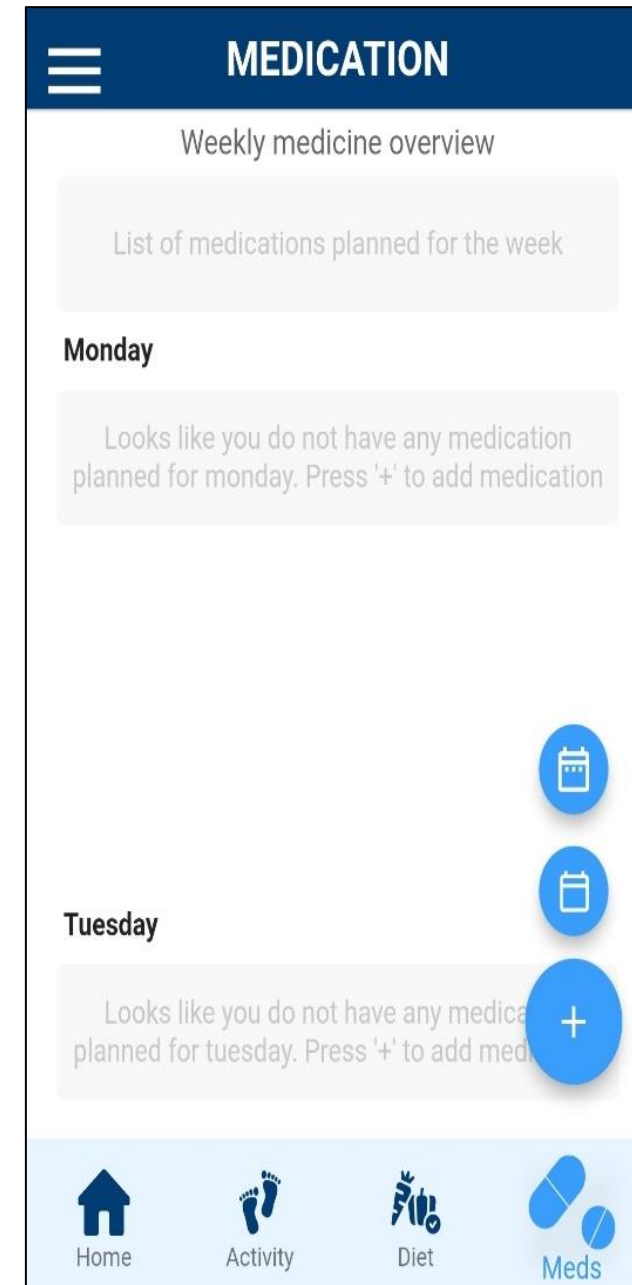 MEDICATION
Weekly medicine overview
List of medications planned for the week
Monday
Looks like you do not have any medication
planned for monday. Press '+' to add medication
Tuesday
Looks like you do not have any
planned for tuesday. Press '+' to add
+
Home
Activity
Diet
Meds